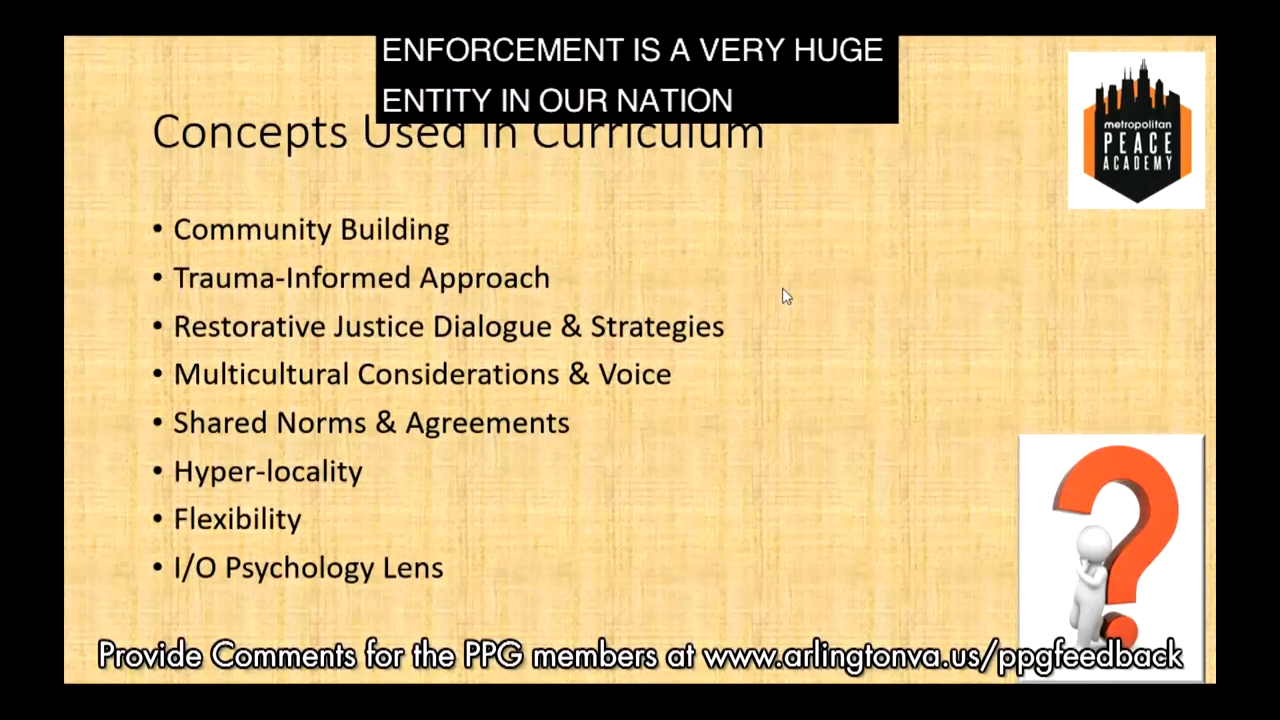 ENFORCEMENT IS A VERY HUGE
ENTITY IN OUR NATION
Concepts Used in Curriculum
metropolitan
PEACE
ACADEMY
• Community Building
• Trauma-Informed Approach
• Restorative Justice Dialogue & Strategies
• Multicultural Considerations & Voice
• Shared Norms & Agreements
• Hyper-locality
• Flexibility
• I/O Psychology Lens
Provide Comments for the PPG members at www.arlingtonva.us/ppgfeedback